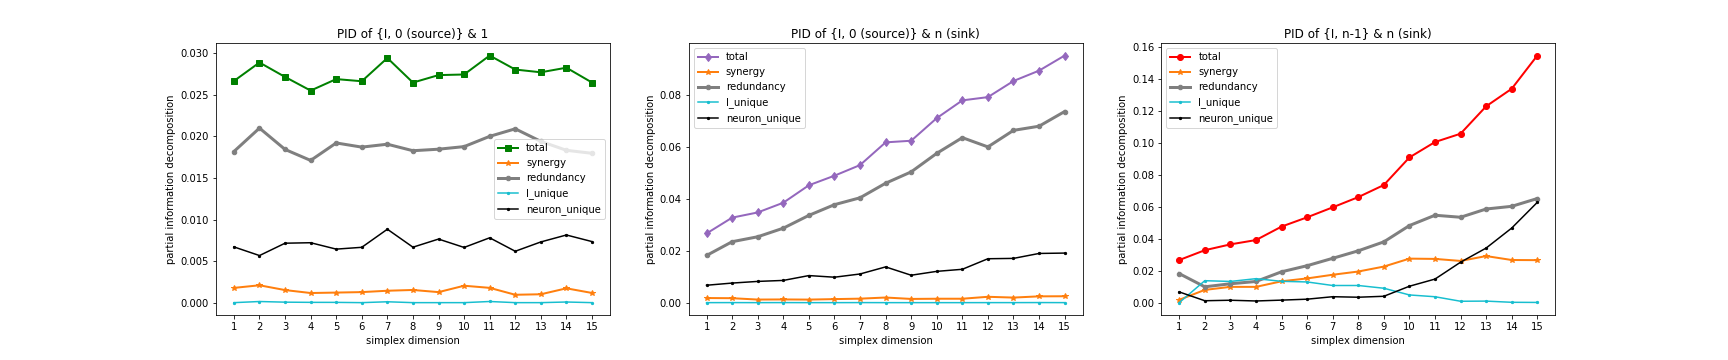 PID of {I, 0 (source)} & 1
partial information decomposition
0.030
0.025
0.020
0.015
0.010
0.005
0.000
total
synergy
redundancy
I_unique
neuron_unique
1 2 3 4 5 6 7 8 9 10 11 12 13 14 15
simplex dimension
PID of {I, 0 (source)} & n (sink)
partial information decomposition
0.08
0.06
0.04
0.02
0.00
total
synergy
redundancy
I_unique
neuron_unique
1 2 3 4 5 6 7 8 9 10 11 12 13 14 15
simplex dimension
PID of {I, n-1} & n (sink)
partial information decomposition
0.16
0.14
0.12
0.10
0.08
0.06
0.04
0.02
0.00
total
synergy
redundancy
I_unique
neuron_unique
1 2 3 4 5 6 7 8 9 10 11 12 13 14 15
simplex dimension